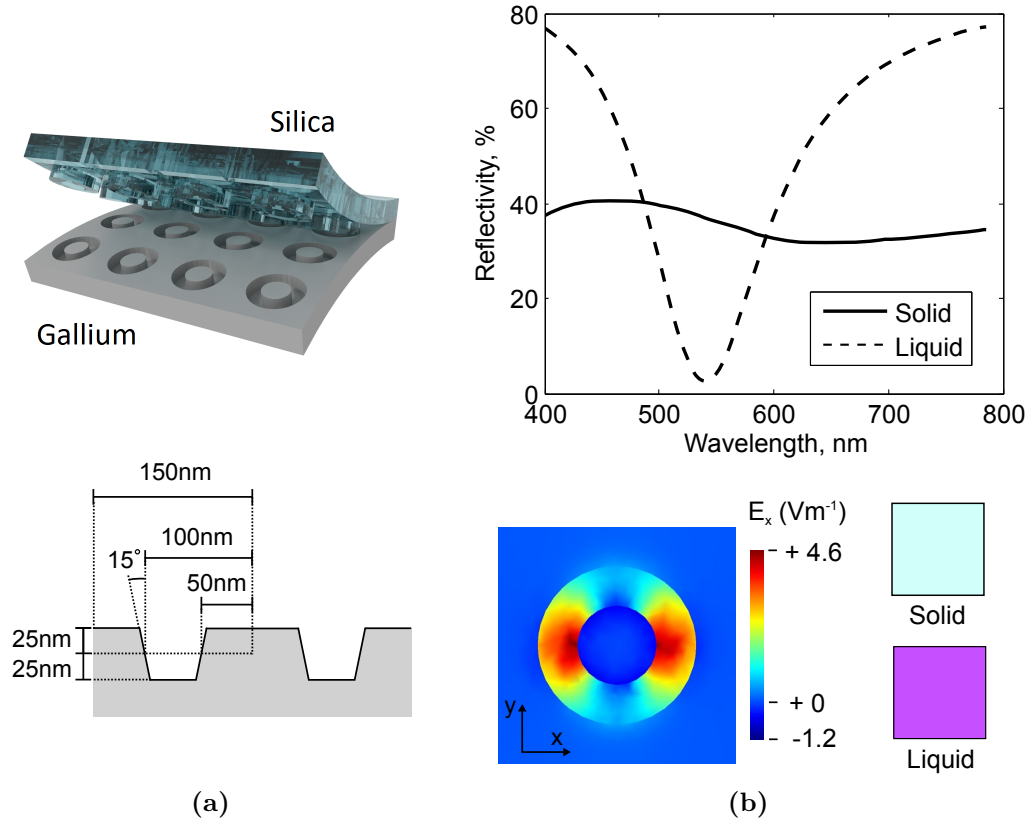 Silica
Gallium
150nm
100nm
15°
50nm
25nm
25nm
(a)
80
60
40
20
0
Reflectivity, %
Solid
Liquid
400
500
600
700
800
Wavelength, nm
Eₓ (Vm⁻¹)
+ 4.6
+ 0
-1.2
y
x
Solid
Liquid
(b)